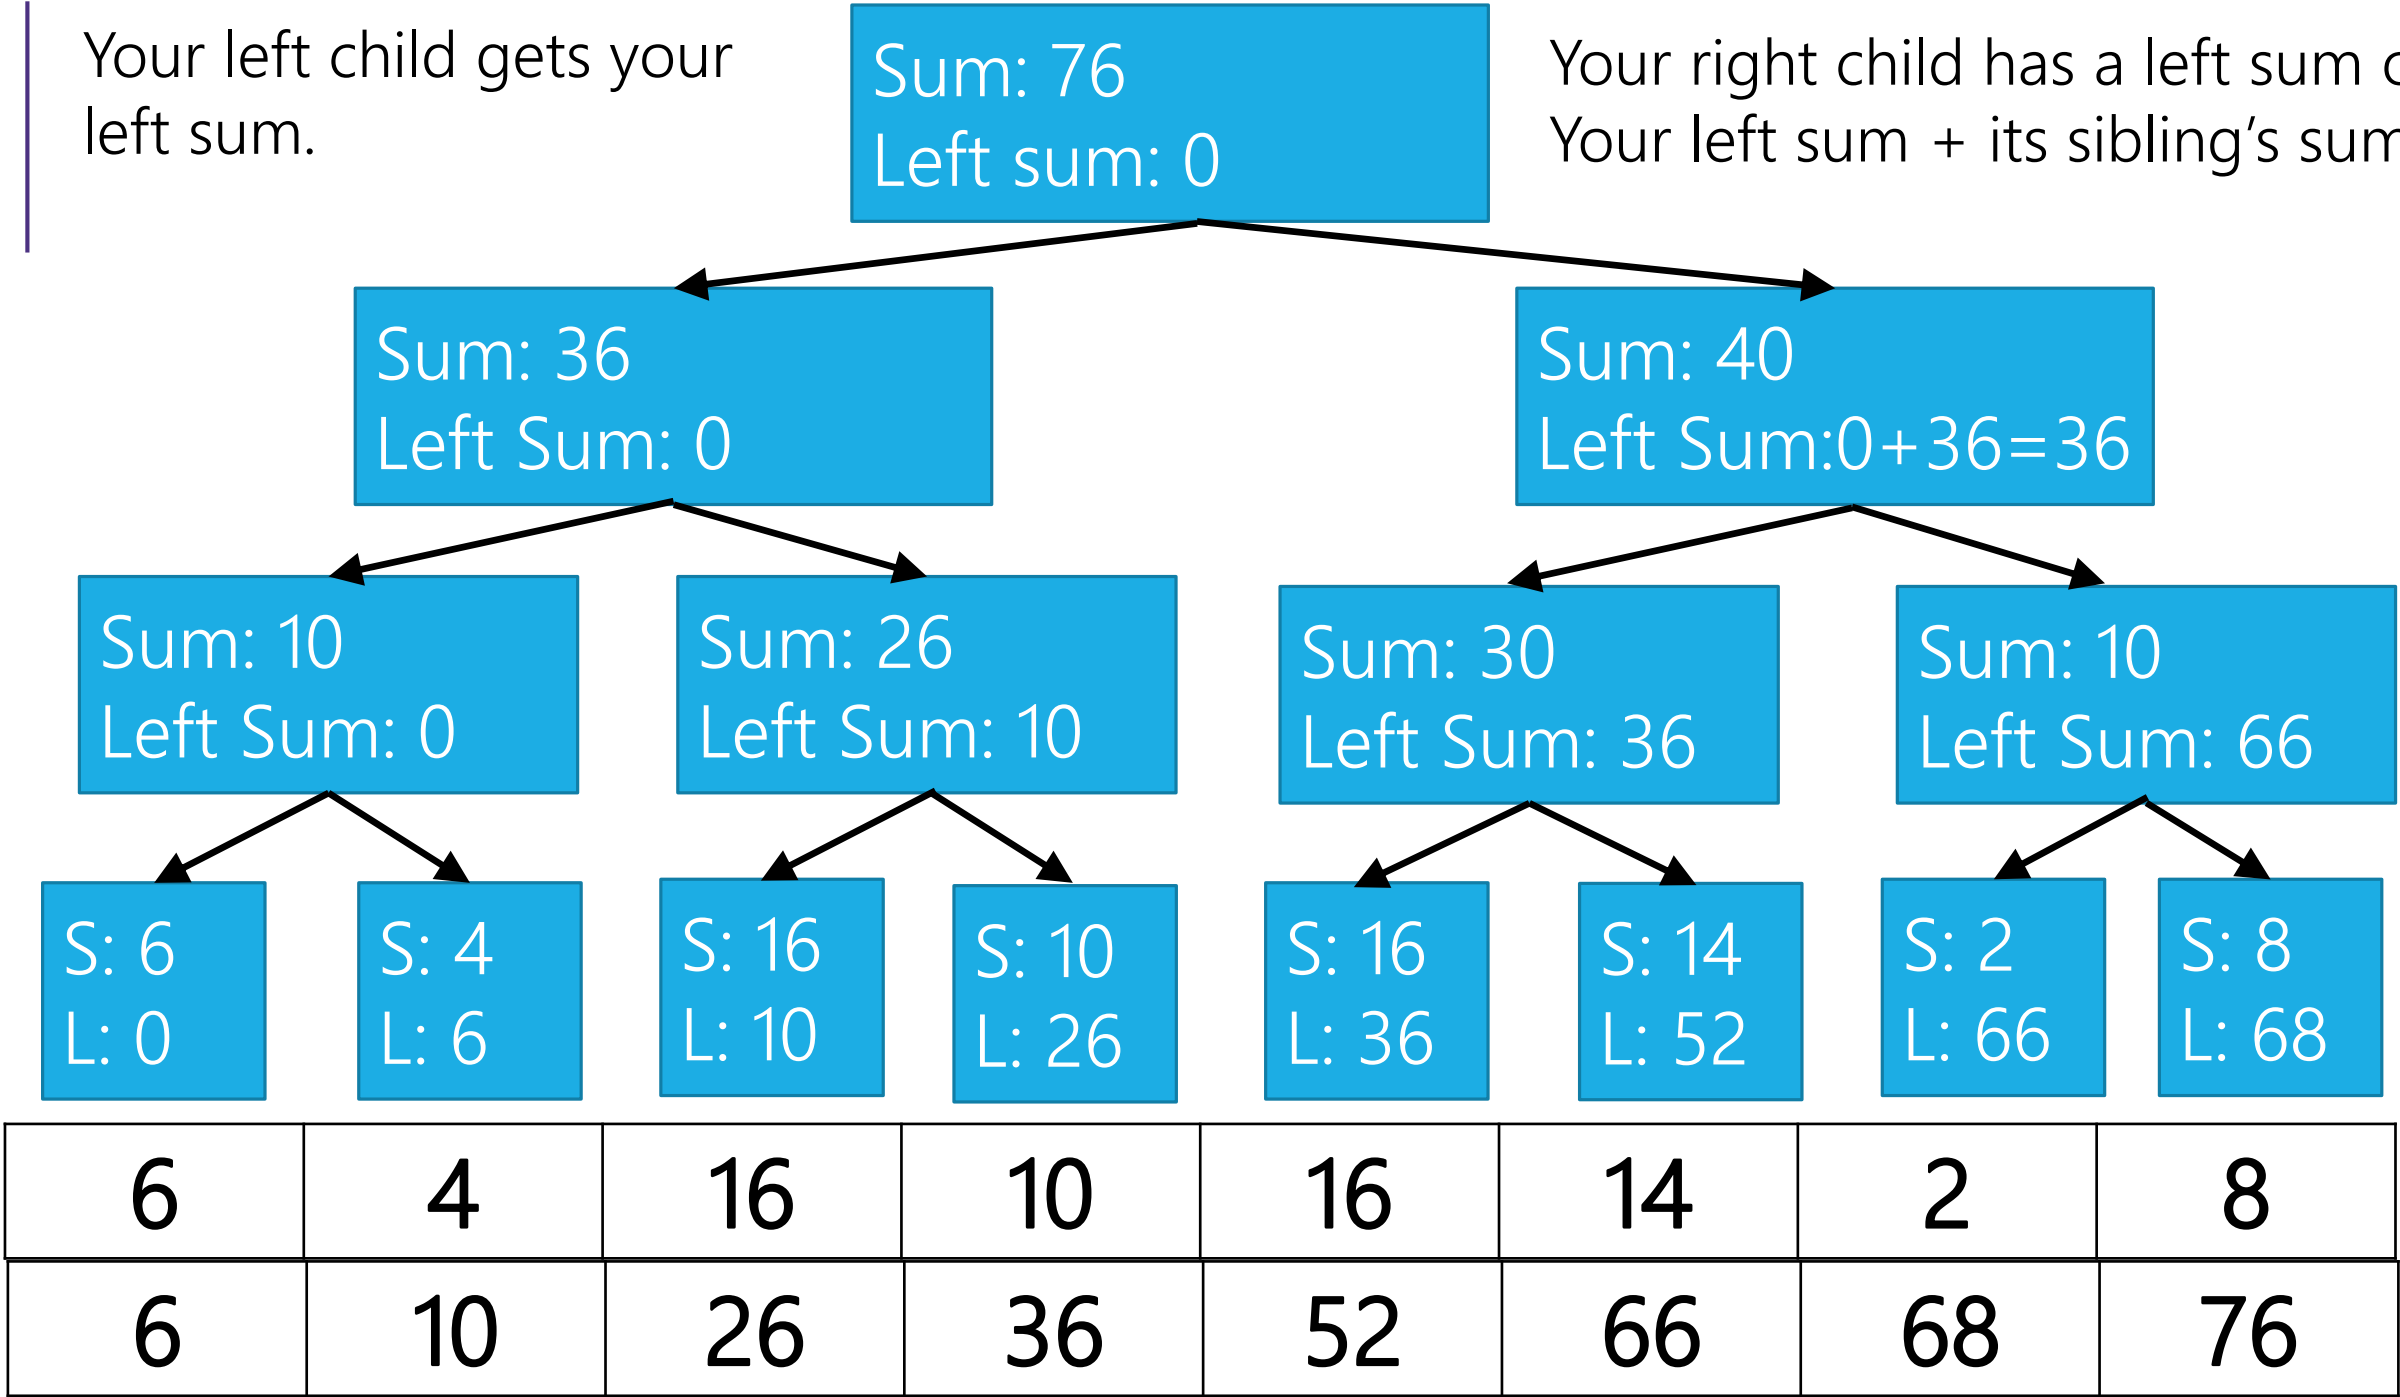 Your left child gets your
left sum.
Sum: 76
Left sum: 0
Your right child has a left sum
Your left sum + its sibling's
Sum: 36
Left Sum: 0
Sum: 40
Left Sum:0+36=36
Sum: 10
Left Sum: 0
Sum: 26
Left Sum: 10
Sum: 30
Left Sum: 36
Sum: 10
Left Sum: 66
S: 6
L: 0
S: 4
L: 6
S: 16
L: 10
S: 10
L: 26
S: 16
L: 36
S: 14
L: 52
S: 2
L: 66
S: 8
L: 68
6 4 16 10 16 14 2 8
6 10 26 36 52 66 68 76